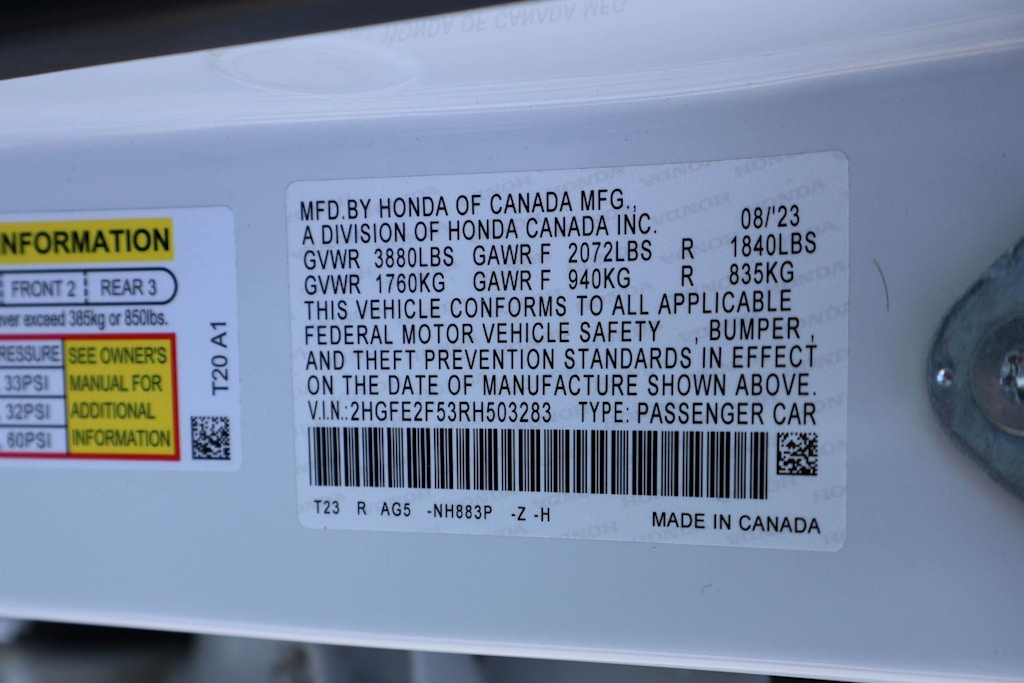 NFORMATION
FRONT 2 REAR 3
ever exceed 385kg or 850lbs.
RESSURE SEE OWNER'S
33PSI MANUAL FOR
32PSI ADDITIONAL
60PSI INFORMATION
T20 A1
MFD.BY HONDA OF CANADA MFG.,
A DIVISION OF HONDA CANADA INC. 08/'23
GVWR 3880LBS GAWR F 2072LBS R 1840LBS
GVWR 1760KG GAWR F 940KG R 835KG
THIS VEHICLE CONFORMS TO ALL APPLICABLE
FEDERAL MOTOR VEHICLE SAFETY , BUMPER ,
AND THEFT PREVENTION STANDARDS IN EFFECT
ON THE DATE OF MANUFACTURE SHOWN ABOVE.
V.I.N.:2HGFE2F53RH503283 TYPE: PASSENGER CAR
T23 R AG5 -NH883P -Z -H
MADE IN CANADA